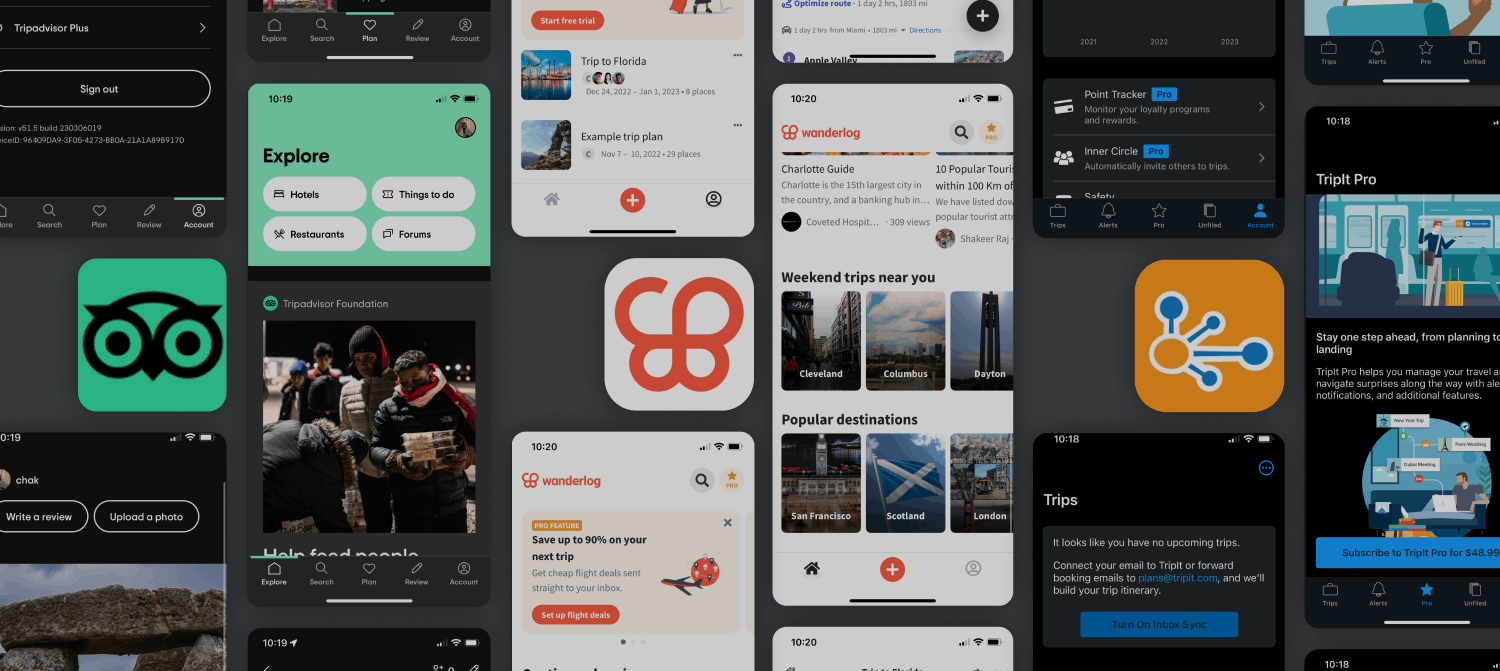 Tripadvisor Plus
Sign out
sion: v51.5 build 230306019
viceID: 96409DA9-3F05-4273-BB0A-21A1A89B9170
Search
Plan
Review
Account
10:19
chak
Write a review
Upload a photo
Explore
Search
Plan
Review
Account
10:19
Explore
Hotels
Things to do
Restaurants
Forums
Tripadvisor Foundation
Help feed people
Explore
Search
Plan
Review
Account
10:19
Start free trial
Trip to Florida
C
Dec 24, 2022 – Jan 1, 2023 • 8 places
Example trip plan
C
Nov 7 – 10, 2022 • 29 places
10:20
wanderlog
PRO
PRO FEATURE
Save up to 90% on your
next trip
Get cheap flight deals sent
straight to your inbox.
Set up flight deals
Optimize route · 1 day 2 hrs, 1803 mi
1 day 2 hrs from Miami • 1803 mi
Directions
1
Apple Valley
10:20
wanderlog
PRO
Charlotte Guide
Charlotte is the 15th largest city in
the country, and a banking hub in…
Coveted Hospit… · 309 views
10 Popular Touris
within 100 Km of
We have listed dow
popular tourist attr
Shakeer Raj ·
Weekend trips near you
Cleveland
Columbus
Dayton
Popular destinations
San Francisco
Scotland
London
10:20
Trip to Florida
2021
2022
2023
Point Tracker
Pro
Monitor your loyalty programs
and rewards.
Inner Circle
Pro
Automatically invite others to trips.
Safety
Trips
Alerts
Pro
Unfiled
Account
10:18
Trips
It looks like you have no upcoming trips.
Connect your email to TripIt or forward
booking emails to plans@tripit.com, and we'll
build your trip itinerary.
Turn On Inbox Sync
Trips
Alerts
Pro
Unfiled
10:18
TripIt Pro
Stay one step ahead, from planning to
landing
TripIt Pro helps you manage your travel a
navigate surprises along the way with ale
notifications, and additional features.
New York Trip
Paris Wedding
Dubai Meeting
Subscribe to TripIt Pro for $48.99
Trips
Alerts
Pro
Unfiled
10:18